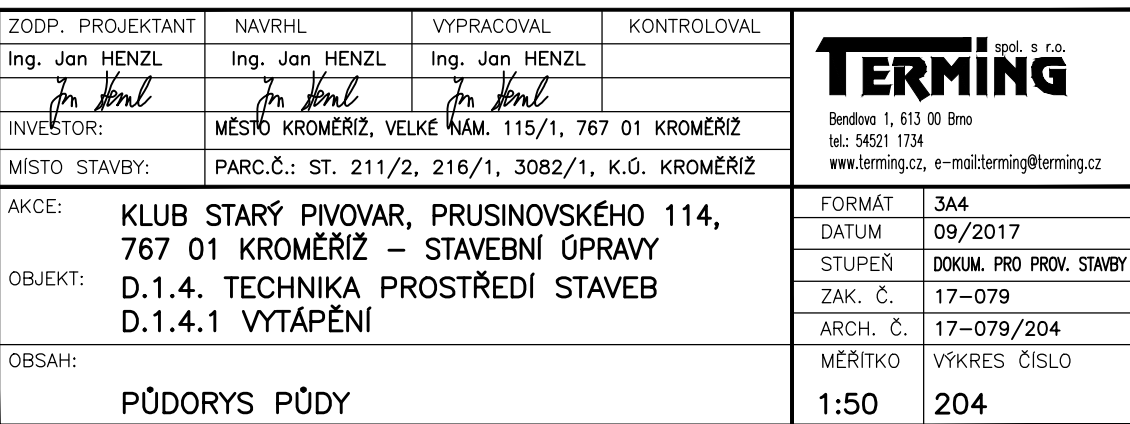 ZODP. PROJEKTANT NAVRHL VYPRACOVAL KONTROLOVAL
Ing. Jan HENZL Ing. Jan HENZL Ing. Jan HENZL
INVESTOR: MĚSTO KROMĚŘÍŽ, VELKÉ NÁM. 115/1, 767 01 KROMĚŘÍŽ
MÍSTO STAVBY: PARC.Č.: ST. 211/2, 216/1, 3082/1, K.Ú. KROMĚŘÍŽ
TERMING spol. s r.o.
Bendlova 1, 613 00 Brno
tel.: 54521 1734
www.terming.cz, e-mail:terming@terming.cz
AKCE: KLUB STARÝ PIVOVAR, PRUSINOVSKÉHO 114,
767 01 KROMĚŘÍŽ – STAVEBNÍ ÚPRAVY
OBJEKT: D.1.4. TECHNIKA PROSTŘEDÍ STAVEB
D.1.4.1 VYTÁPĚNÍ
OBSAH:
PŮDORYS PŮDY
FORMÁT 3A4
DATUM 09/2017
STUPEŇ DOKUM. PRO PROV. STAVBY
ZAK. Č. 17-079
ARCH. Č. 17-079/204
MĚŘÍTKO VÝKRES ČÍSLO
1:50 204